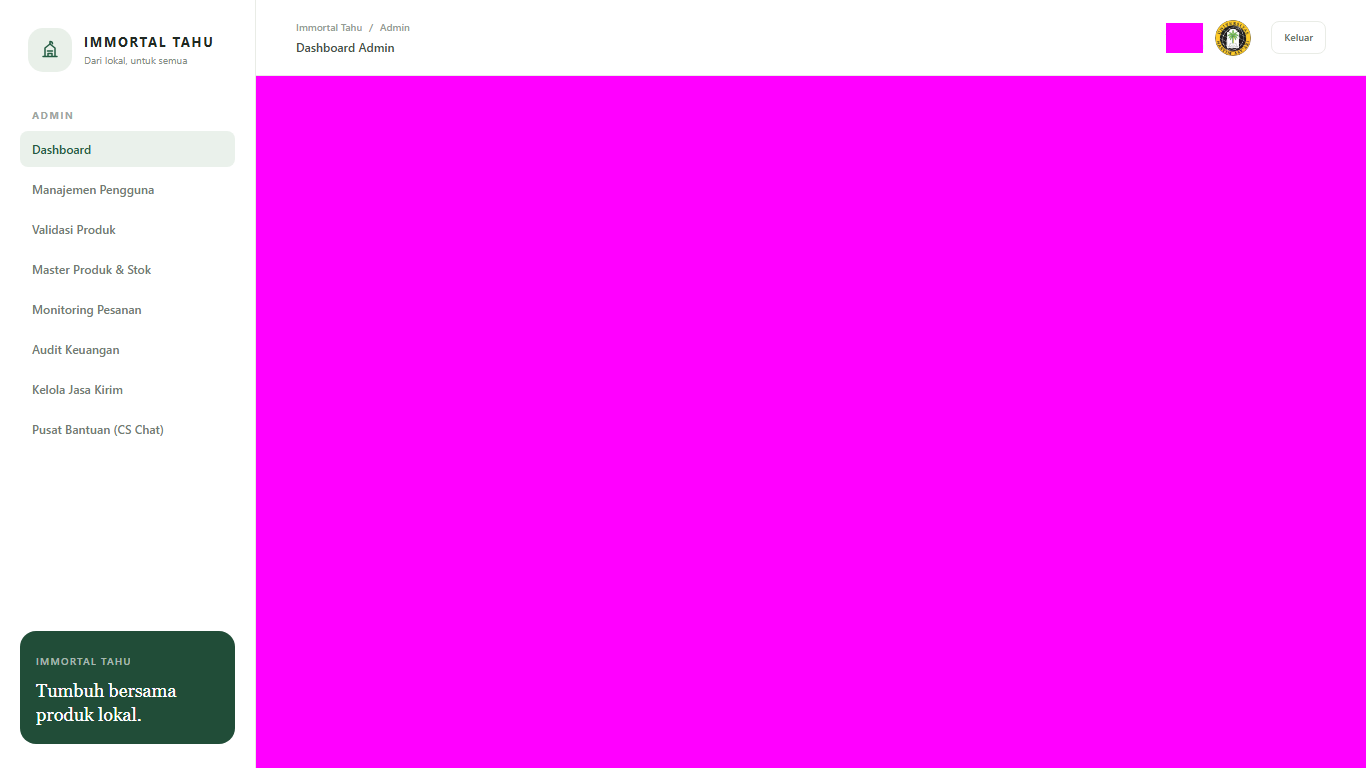 IMMORTAL TAHU
Dari lokal, untuk semua
ADMIN
Dashboard
Manajemen Pengguna
Validasi Produk
Master Produk & Stok
Monitoring Pesanan
Audit Keuangan
Kelola Jasa Kirim
Pusat Bantuan (CS Chat)
IMMORTAL TAHU
Tumbuh bersama
produk lokal.
Immortal Tahu / Admin
Dashboard Admin
Keluar